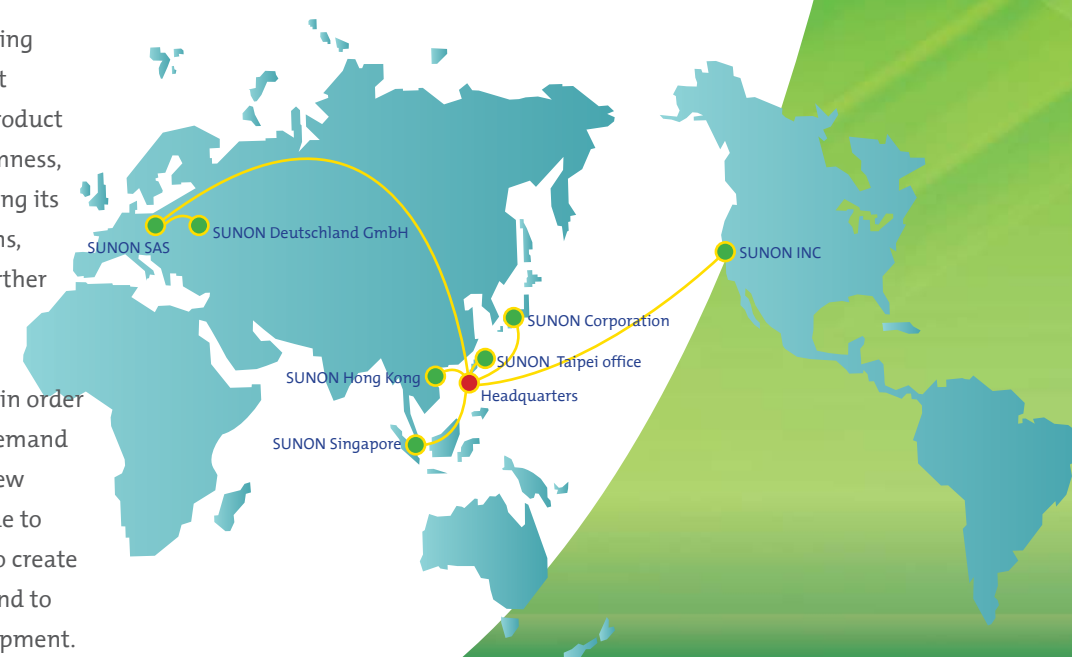 ing
t
roduct
nness,
ng its
ns,
rther
in order
emand
ew
e to
o create
nd to
pment.
SUNON SAS
SUNON Deutschland GmbH
SUNON INC
SUNON Corporation
SUNON Taipei office
SUNON Hong Kong
Headquarters
SUNON Singapore